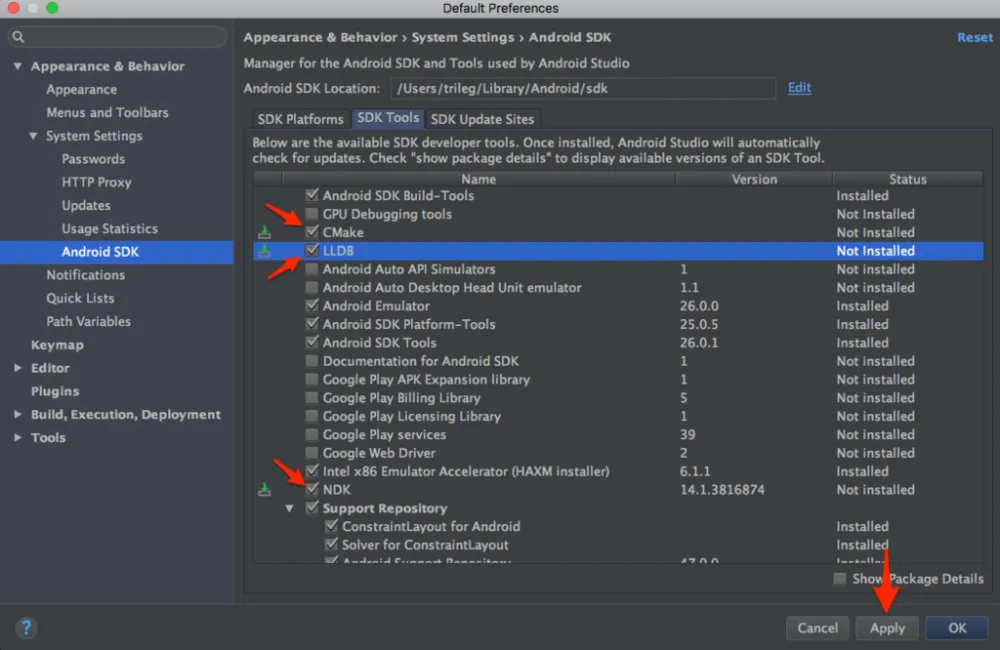 Default Preferences
Appearance & Behavior
Appearance
Menus and Toolbars
System Settings
Passwords
HTTP Proxy
Updates
Usage Statistics
Android SDK
Notifications
Quick Lists
Path Variables
Keymap
Editor
Plugins
Build, Execution, Deployment
Tools
Appearance & Behavior › System Settings › Android SDK Reset
Manager for the Android SDK and Tools used by Android Studio
Android SDK Location: /Users/trileg/Library/Android/sdk Edit
SDK Platforms SDK Tools SDK Update Sites
Below are the available SDK developer tools. Once installed, Android Studio will automatically
check for updates. Check "show package details" to display available versions of an SDK Tool.
Name Version Status
Android SDK Build-Tools Installed
GPU Debugging tools Not Installed
CMake Not Installed
LLDB Not Installed
Android Auto API Simulators 1 Not installed
Android Auto Desktop Head Unit emulator 1.1 Not installed
Android Emulator 26.0.0 Installed
Android SDK Platform-Tools 25.0.5 Installed
Android SDK Tools 26.0.1 Installed
Documentation for Android SDK 1 Not installed
Google Play APK Expansion library 1 Not installed
Google Play Billing Library 5 Not installed
Google Play Licensing Library 1 Not installed
Google Play services 39 Not installed
Google Web Driver 2 Not installed
Intel x86 Emulator Accelerator (HAXM installer) 6.1.1 Installed
NDK 14.1.3816874 Not installed
Support Repository
ConstraintLayout for Android Installed
Solver for ConstraintLayout Installed
Android Support Repository 47.0.0 Installed
Show Package Details
? Cancel Apply OK